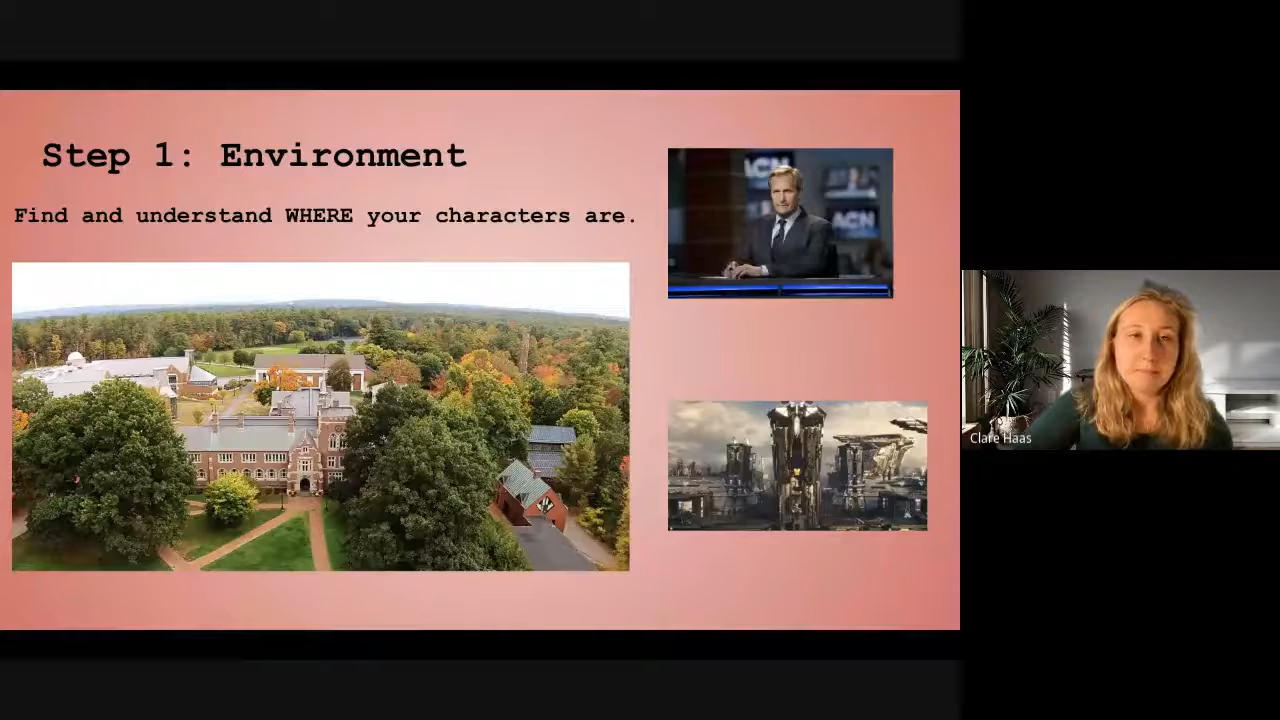 Step 1: Environment
Find and understand WHERE your characters are.
ACN
ACN
Clare Haas